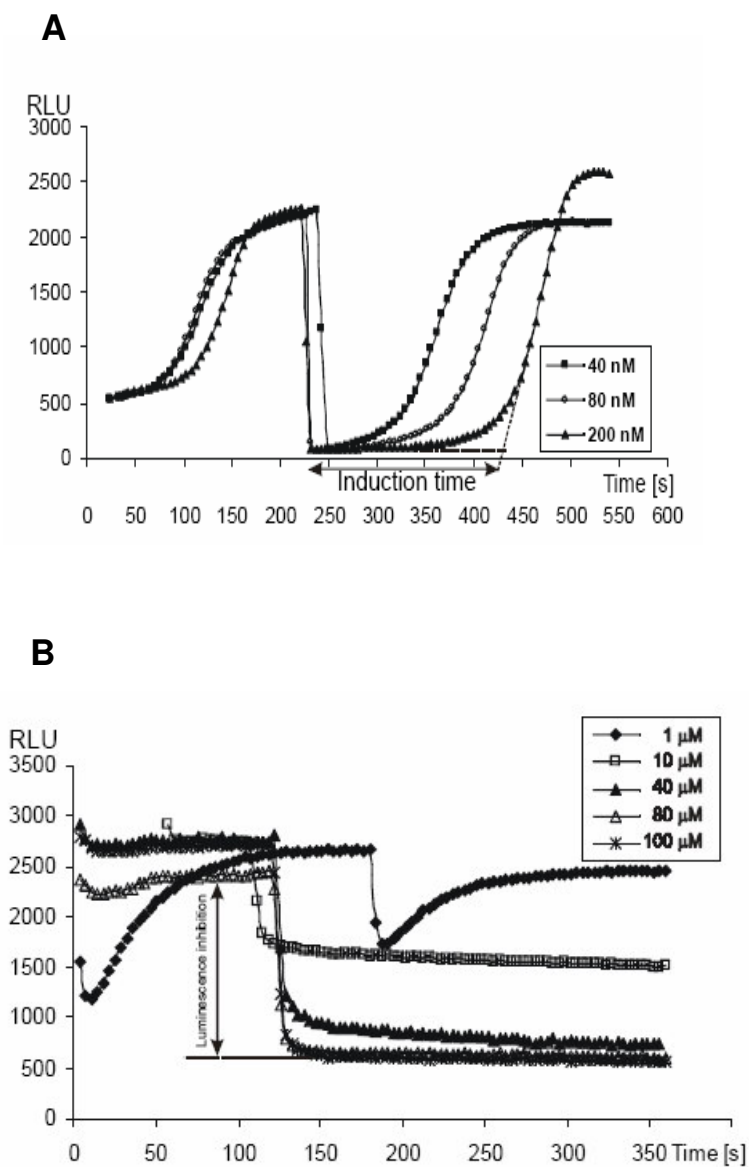 A
RLU
3000
2500
2000
1500
1000
500
0
40 nM
80 nM
200 nM
Induction time
Time [s]
0 50 100 150 200 250 300 350 400 450 500 550 600
B
RLU
3500
3000
2500
2000
1500
1000
500
0
1 µM
10 µM
40 µM
80 µM
100 µM
Luminescence inhibition
0 50 100 150 200 250 300 350 Time [s]